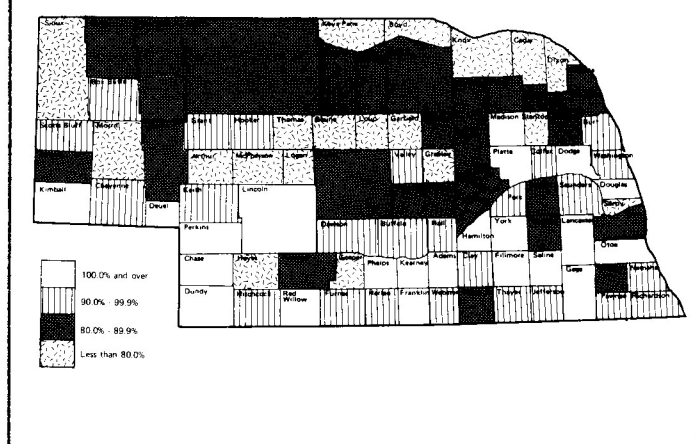 Sioux
Keya Paha
Boyd
Knox
Cedar
Dixon
Box Butte
Scotts Bluff
Morrill
Grant
Hooker
Thomas
Blaine
Loup
Garfield
Madison
Stanton
Burt
Arthur
McPherson
Logan
Valley
Greeley
Platte
Colfax
Dodge
Washington
Kimball
Cheyenne
Deuel
Keith
Lincoln
Polk
Saunders
Douglas
Sarpy
Perkins
Dawson
Buffalo
Hall
Hamilton
York
Lancaster
Otoe
Chase
Hayes
Gosper
Phelps
Kearney
Adams
Clay
Fillmore
Saline
Gage
Nemaha
Dundy
Hitchcock
Red
Willow
Furnas
Harlan
Franklin
Webster
Thayer
Jefferson
Pawnee
Richardson
100.0% and over
90.0% - 99.9%
80.0% - 89.9%
Less than 80.0%